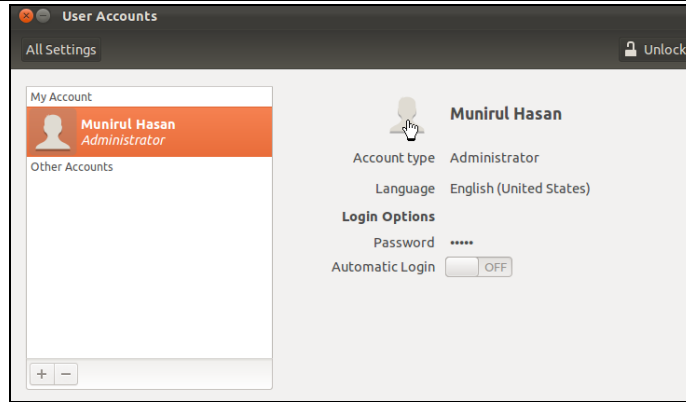 User Accounts
All Settings
Unlock
My Account
Munirul Hasan
Administrator
Other Accounts
Munirul Hasan
Account type Administrator
Language English (United States)
Login Options
Password •••••
Automatic Login OFF
+ −